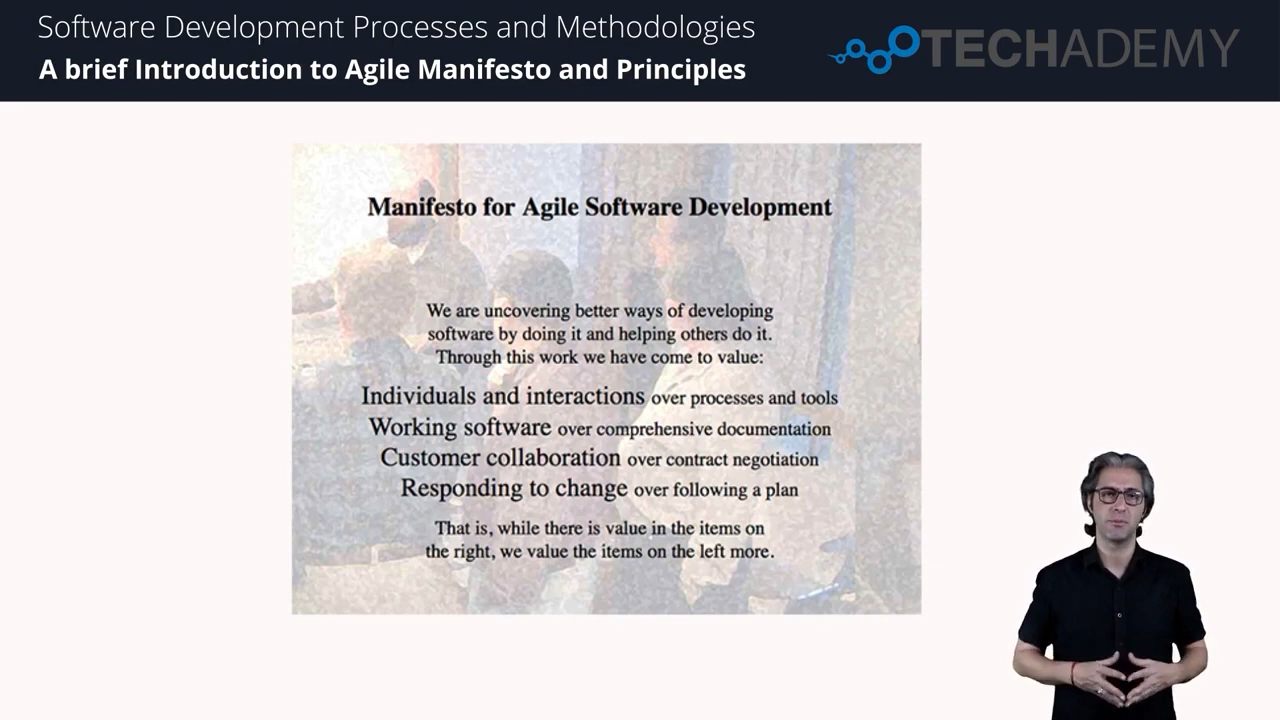 Software Development Processes and Methodologies
A brief Introduction to Agile Manifesto and Principles
TECHADEMY
Manifesto for Agile Software Development
We are uncovering better ways of developing
software by doing it and helping others do it.
Through this work we have come to value:
Individuals and interactions over processes and tools
Working software over comprehensive documentation
Customer collaboration over contract negotiation
Responding to change over following a plan
That is, while there is value in the items on
the right, we value the items on the left more.